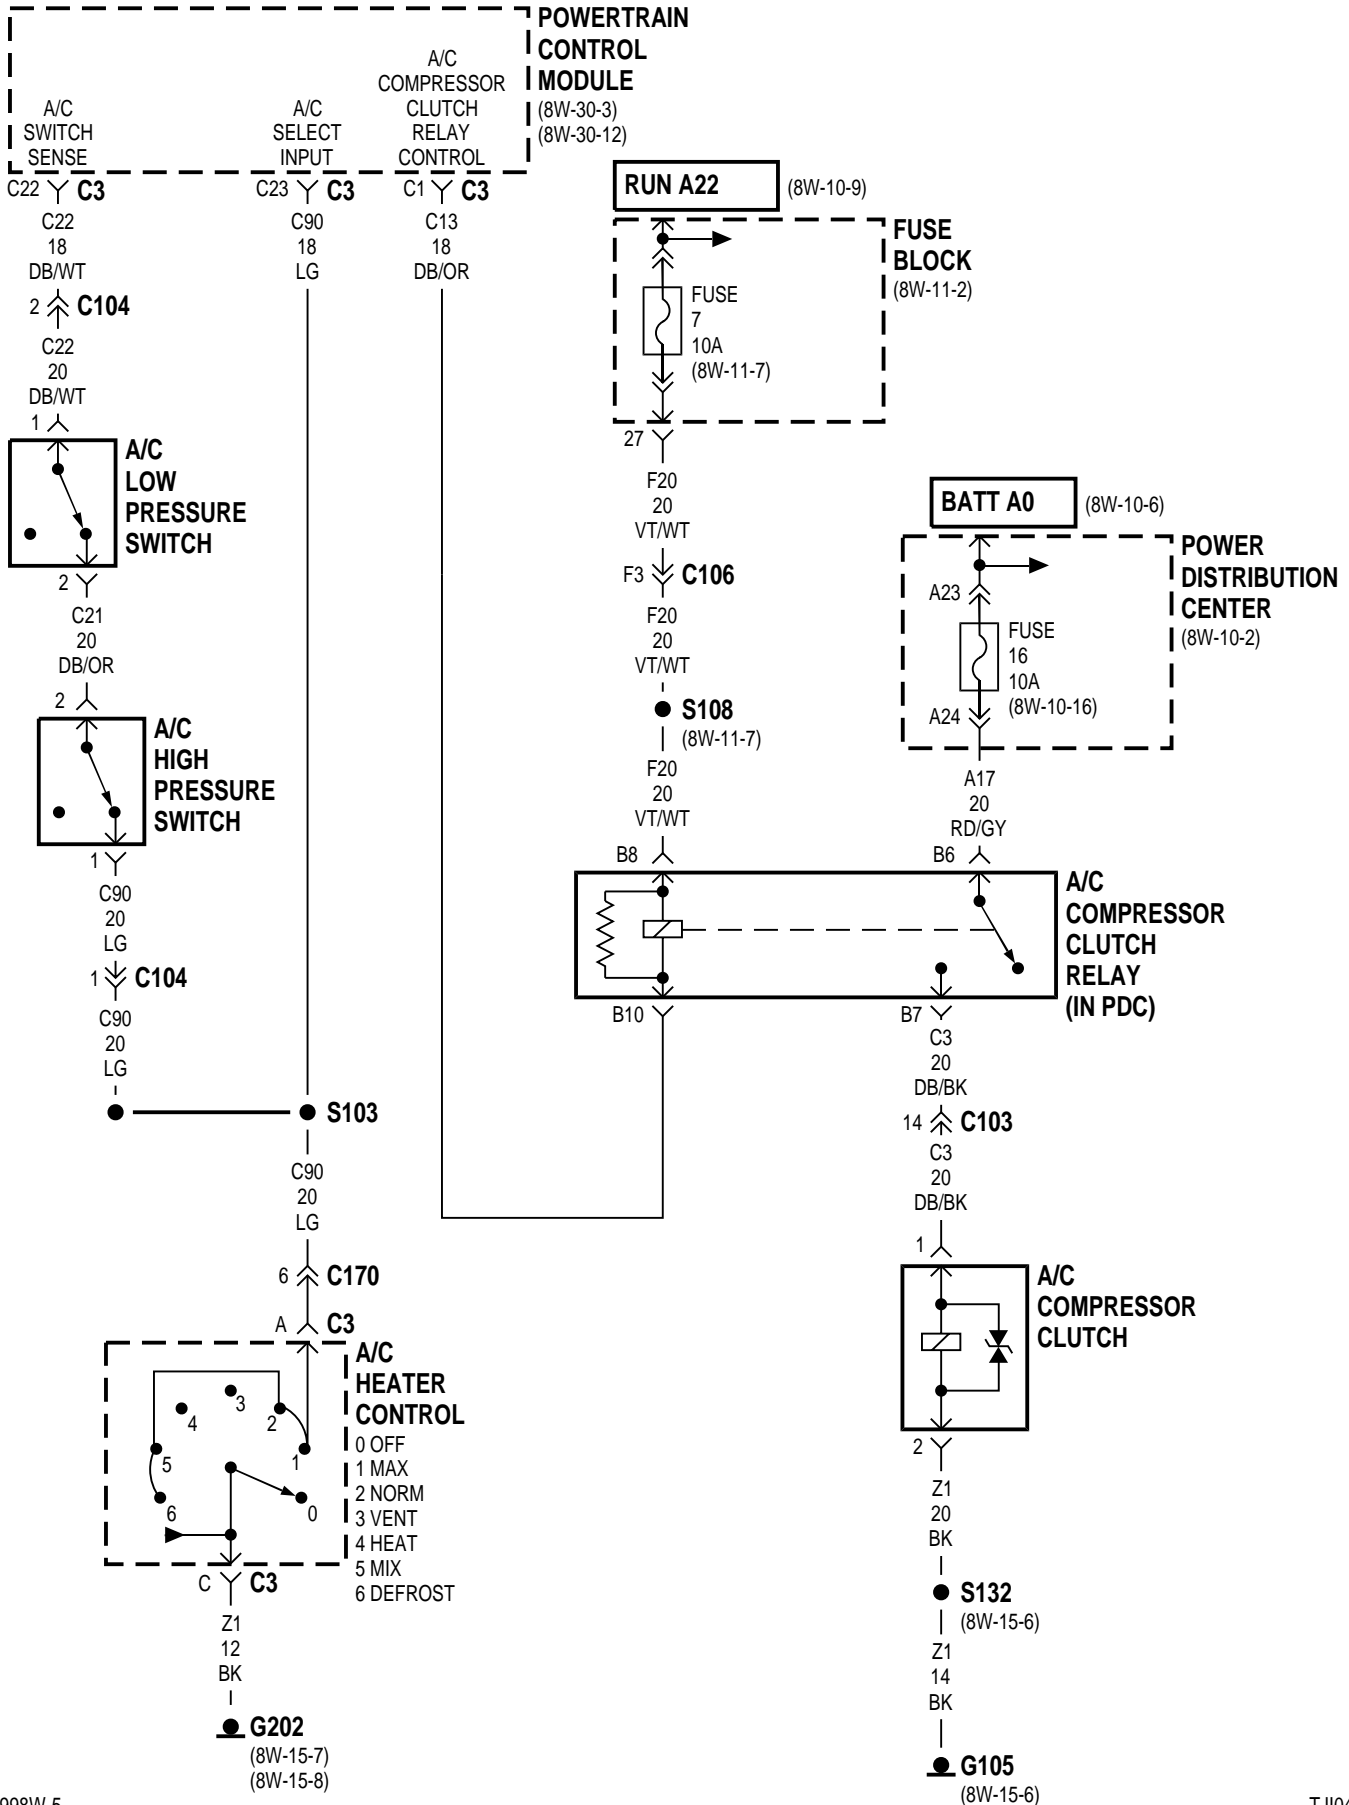 POWERTRAIN
CONTROL
MODULE
(8W-30-3)
(8W-30-12)
A/C
SWITCH
SENSE
A/C
SELECT
INPUT
A/C
COMPRESSOR
CLUTCH
RELAY
CONTROL
C22 C3
C23 C3
C1 C3
C22
18
DB/WT
C90
18
LG
C13
18
DB/OR
2 C104
C22
20
DB/WT
1
A/C
LOW
PRESSURE
SWITCH
2
C21
20
DB/OR
2
A/C
HIGH
PRESSURE
SWITCH
1
C90
20
LG
1 C104
C90
20
LG
S103
C90
20
LG
6 C170
A C3
A/C
HEATER
CONTROL
0 OFF
1 MAX
2 NORM
3 VENT
4 HEAT
5 MIX
6 DEFROST
3
4
2
5
1
6
0
C C3
Z1
12
BK
G202
(8W-15-7)
(8W-15-8)
RUN A22 (8W-10-9)
FUSE
BLOCK
(8W-11-2)
FUSE
7
10A
(8W-11-7)
27
F20
20
VT/WT
F3 C106
F20
20
VT/WT
S108
(8W-11-7)
F20
20
VT/WT
B8
BATT A0 (8W-10-6)
POWER
DISTRIBUTION
CENTER
(8W-10-2)
A23
FUSE
16
10A
(8W-10-16)
A24
A17
20
RD/GY
B6
A/C
COMPRESSOR
CLUTCH
RELAY
(IN PDC)
B10
B7
C3
20
DB/BK
14 C103
C3
20
DB/BK
1
A/C
COMPRESSOR
CLUTCH
2
Z1
20
BK
S132
(8W-15-6)
Z1
14
BK
G105
(8W-15-6)